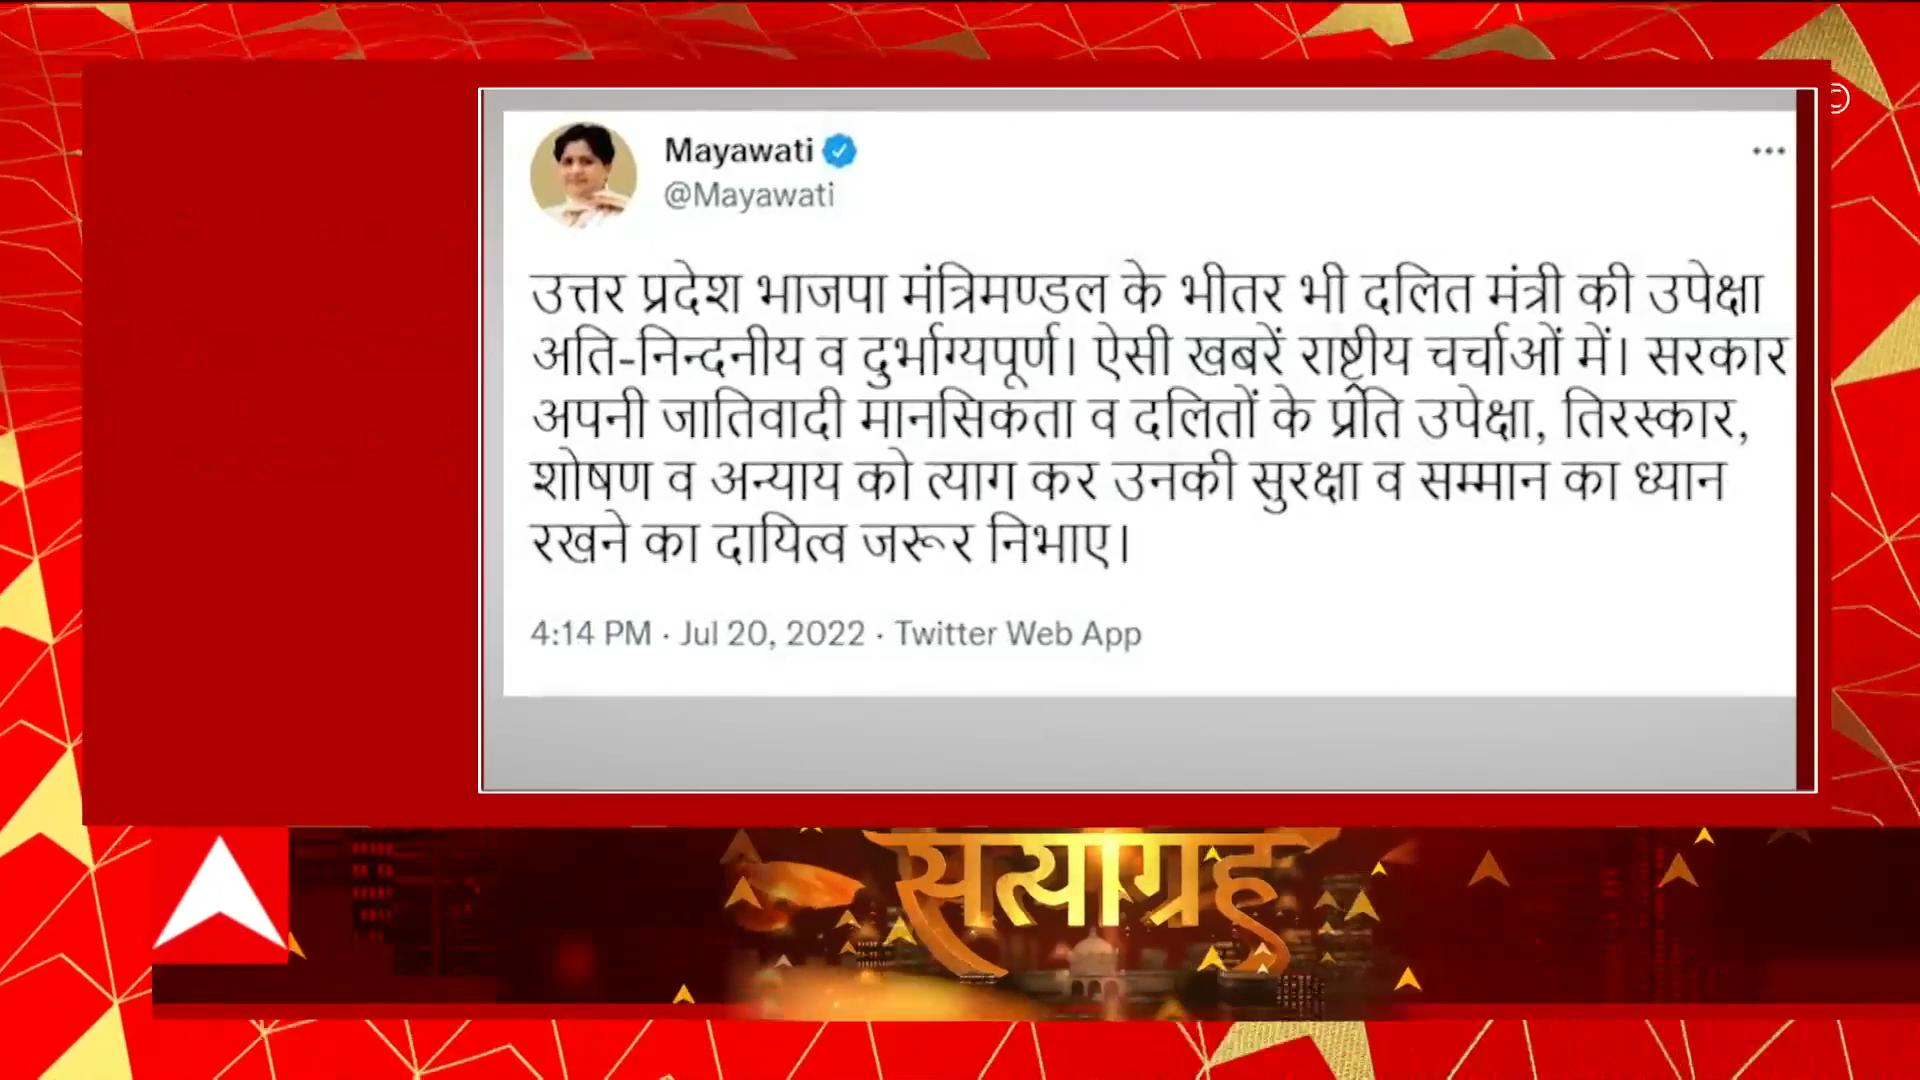 ©
Mayawati
@Mayawati
उत्तर प्रदेश भाजपा मंत्रिमण्डल के भीतर भी दलित मंत्री की उपेक्षा
अति-निन्दनीय व दुर्भाग्यपूर्ण। ऐसी खबरें राष्ट्रीय चर्चाओं में। सरकार
अपनी जातिवादी मानसिकता व दलितों के प्रति उपेक्षा, तिरस्कार,
शोषण व अन्याय को त्याग कर उनकी सुरक्षा व सम्मान का ध्यान
रखने का दायित्व जरूर निभाए।
4:14 PM · Jul 20, 2022 · Twitter Web App
सत्याग्रह